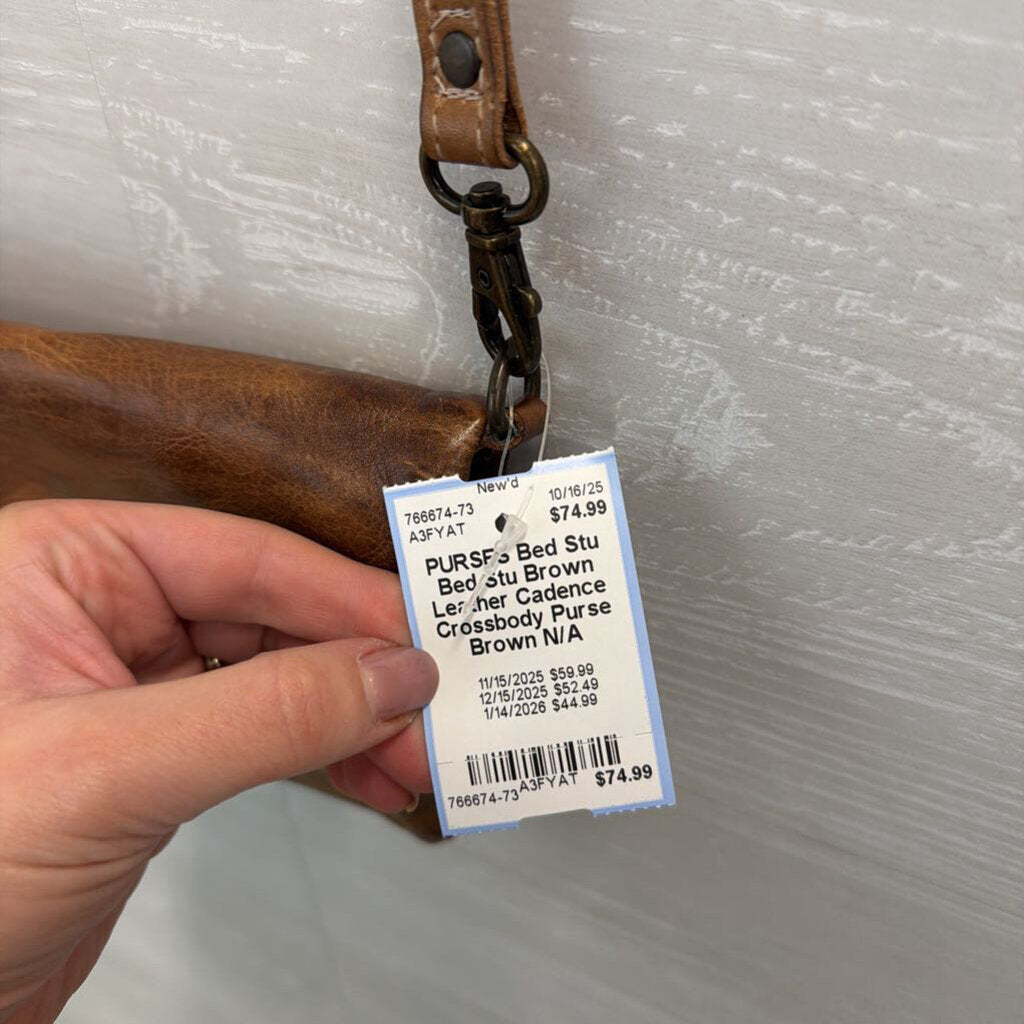 New'd
766674-73 10/16/25
A3FYAT $74.99
PURSES Bed Stu
Bed Stu Brown
Leather Cadence
Crossbody Purse
Brown N/A
11/15/2025 $59.99
12/15/2025 $52.49
1/14/2026 $44.99
766674-73 A3FYAT $74.99